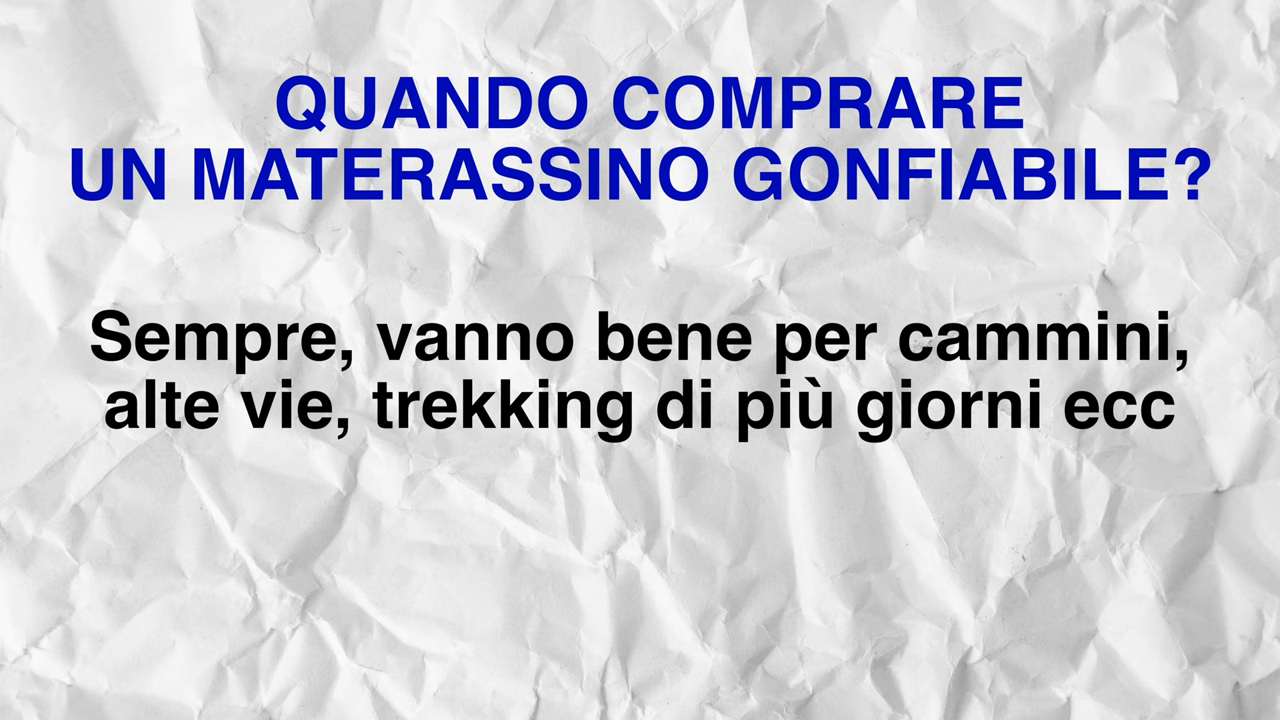 QUANDO COMPRARE
UN MATERASSINO GONFIABILE?
Sempre, vanno bene per cammini,
alte vie, trekking di più giorni ecc